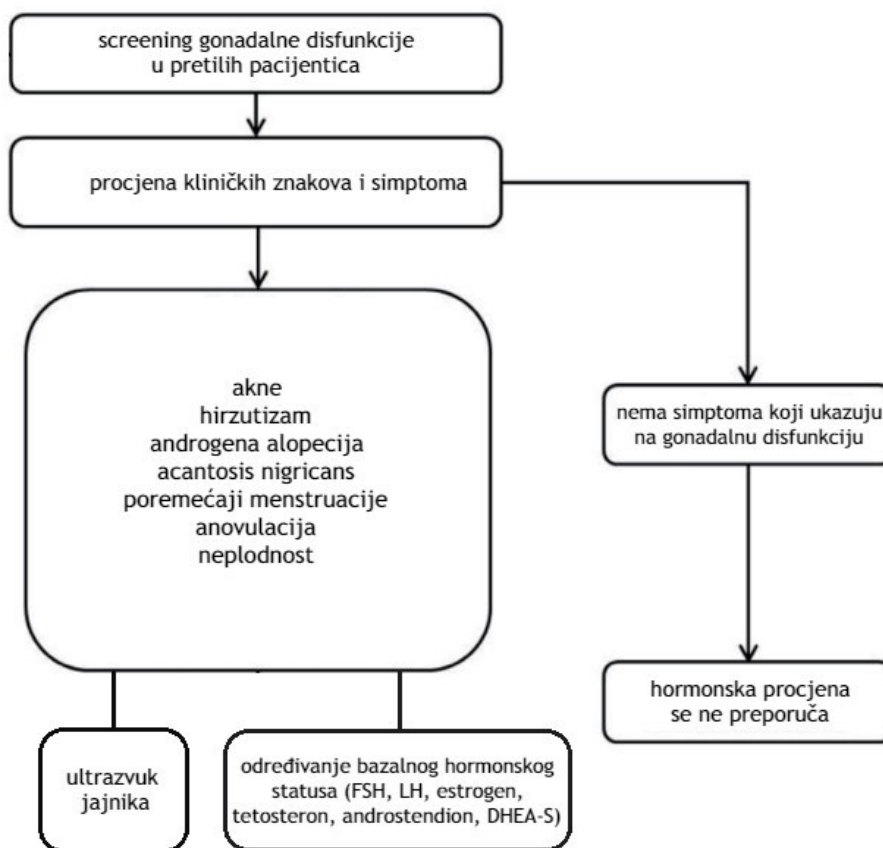 screening gonadalne disfunkcije
u pretilih pacijentica
procjena kliničkih znakova i simptoma
akne
hirzutizam
androgena alopecija
acantosis nigricans
poremećaji menstruacije
anovulacija
neplodnost
nema simptoma koji ukazuju
na gonadalnu disfunkciju
hormonska procjena
se ne preporuča
ultrazvuk
jajnika
određivanje bazalnog hormonskog
statusa (FSH, LH, estrogen,
tetosteron, androstendion, DHEA-S)